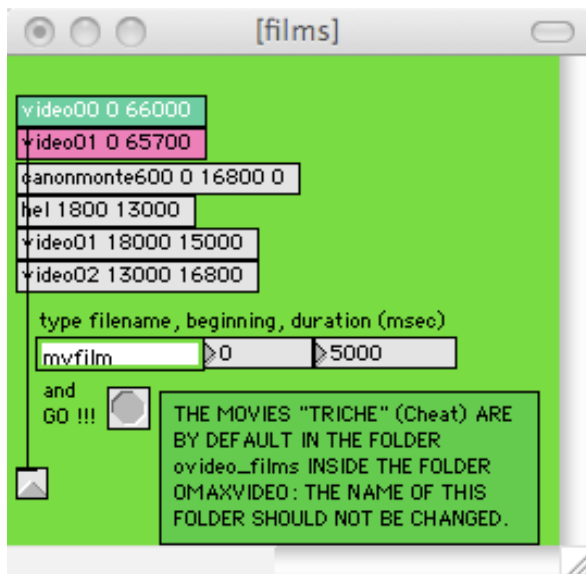 [films]
video00 0 66000
video01 0 65700
canonmonte600 0 16800 0
hel 1800 13000
video01 18000 15000
video02 13000 16800
type filename, beginning, duration (msec)
myfilm 0 5000
and
GO !!!
THE MOVIES "TRICHE" (Cheat) ARE
BY DEFAULT IN THE FOLDER
ovideo_films INSIDE THE FOLDER
OMAXVIDEO: THE NAME OF THIS
FOLDER SHOULD NOT BE CHANGED.